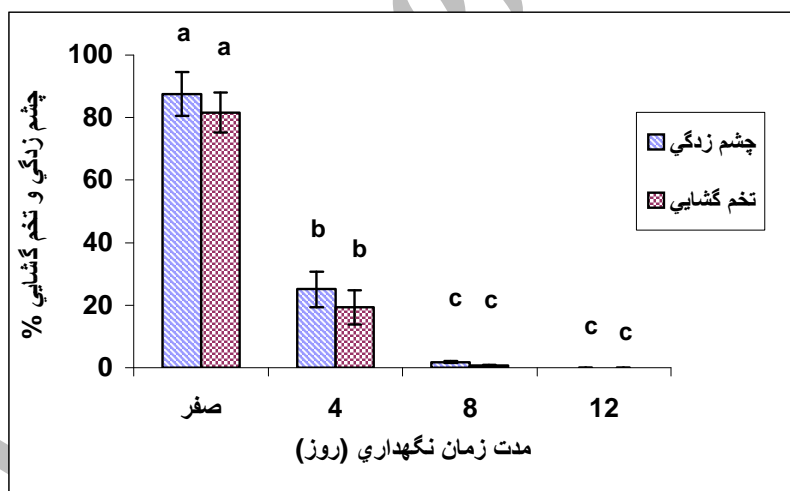 a a
100
80
60
40
20
0
b b
c c
c c
چشم زدگي و تخم گشايي %
چشم زدگي
تخم گشايي
صفر 4 8 12
مدت زمان نگهداري (روز)